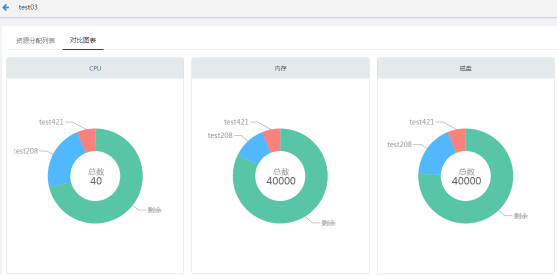 test03
资源分配列表
对比图表
CPU
test421
test208
总数
40
剩余
内存
test421
test208
总数
40000
剩余
磁盘
test421
test208
总数
40000
剩余